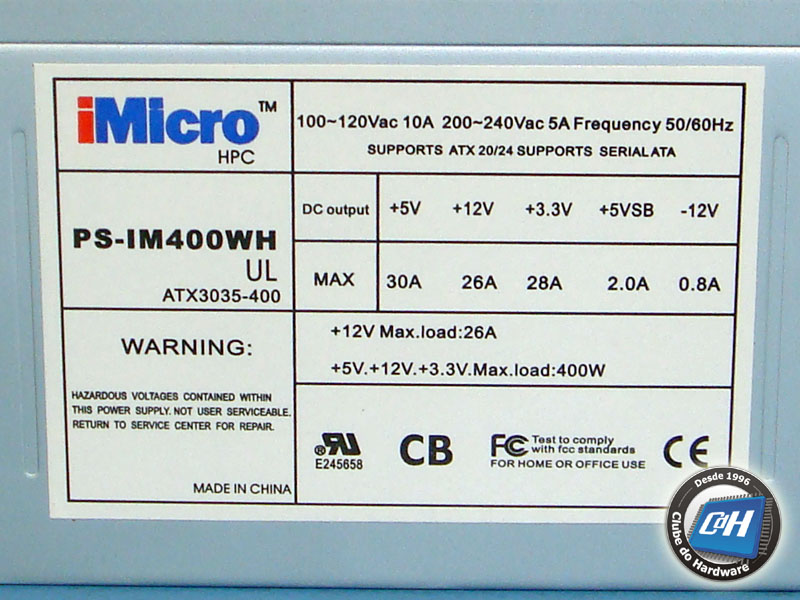 iMicro™
HPC
100~120Vac 10A 200~240Vac 5A Frequency 50/60Hz
SUPPORTS ATX 20/24 SUPPORTS SERIALATA
PS-IM400WH
UL
ATX3035-400
DC output +5V +12V +3.3V +5VSB -12V
MAX 30A 26A 28A 2.0A 0.8A
+12V Max.load:26A
+5V.+12V.+3.3V.Max.load:400W
WARNING:
HAZARDOUS VOLTAGES CONTAINED WITHIN
THIS POWER SUPPLY. NOT USER SERVICEABLE.
RETURN TO SERVICE CENTER FOR REPAIR.
MADE IN CHINA
RU®
E245658
CB
FC Test to comply
with fcc standards
FOR HOME OR OFFICE USE
CE
Desde 1996
CdH
Clube do Hardware